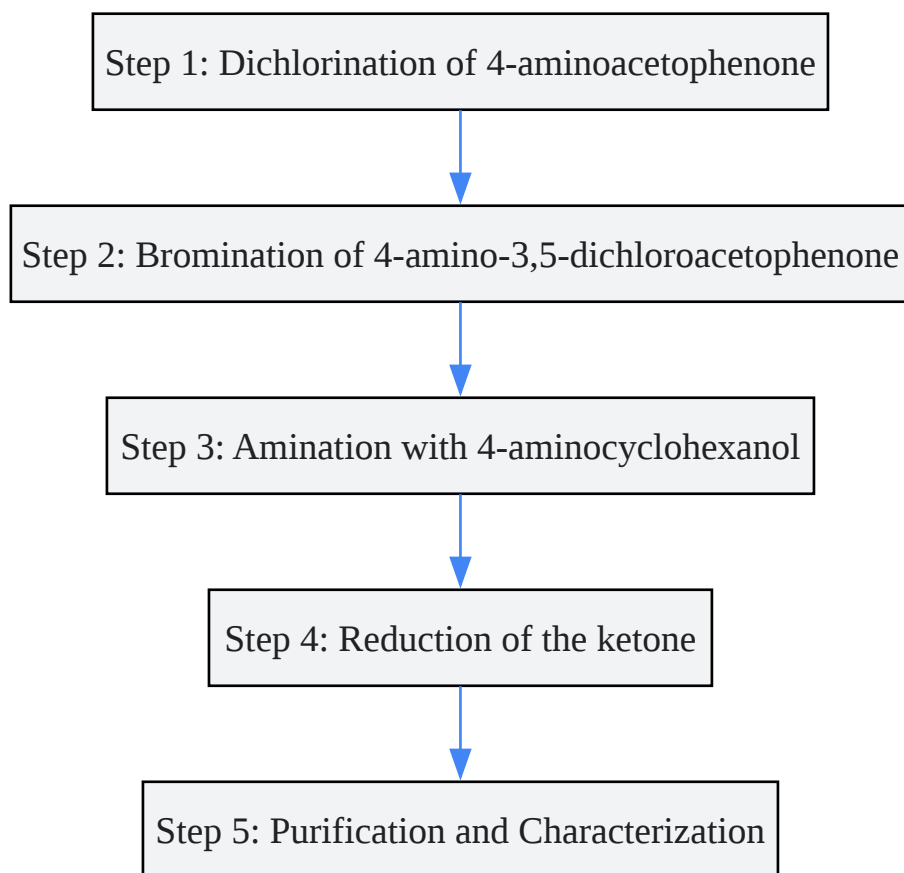 Step 1: Dichlorination of 4-aminoacetophenone
Step 2: Bromination of 4-amino-3,5-dichloroacetophenone
Step 3: Amination with 4-aminocyclohexanol
Step 4: Reduction of the ketone
Step 5: Purification and Characterization